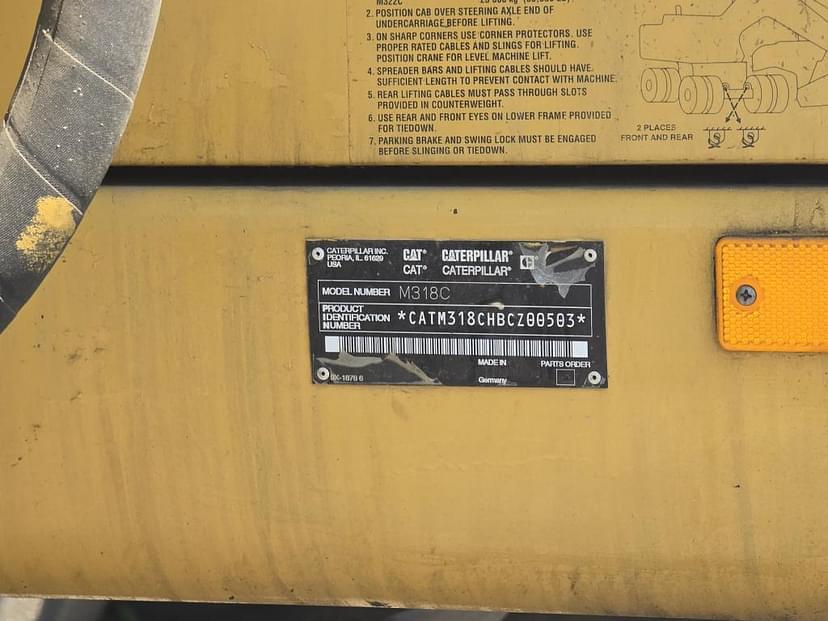 M322C
2. POSITION CAB OVER STEERING AXLE END OF
UNDERCARRIAGE BEFORE LIFTING.
3. ON SHARP CORNERS USE CORNER PROTECTORS. USE
PROPER RATED CABLES AND SLINGS FOR LIFTING.
POSITION CRANE FOR LEVEL MACHINE LIFT.
4. SPREADER BARS AND LIFTING CABLES SHOULD HAVE
SUFFICIENT LENGTH TO PREVENT CONTACT WITH MACHINE.
5. REAR LIFTING CABLES MUST PASS THROUGH SLOTS
PROVIDED IN COUNTERWEIGHT.
6. USE REAR AND FRONT EYES ON LOWER FRAME PROVIDED
FOR TIEDOWN.
7. PARKING BRAKE AND SWING LOCK MUST BE ENGAGED
BEFORE SLINGING OR TIEDOWN.
2 PLACES
FRONT AND REAR
CATERPILLAR INC.
PEORIA, IL 61629
USA
CAT® CATERPILLAR® C
CAT® CATERPILLAR®
MODEL NUMBER M318C
PRODUCT
IDENTIFICATION
NUMBER
*CATM318CHBCZ00503*
MADE IN
Germany
PARTS ORDER
9X-1878 6